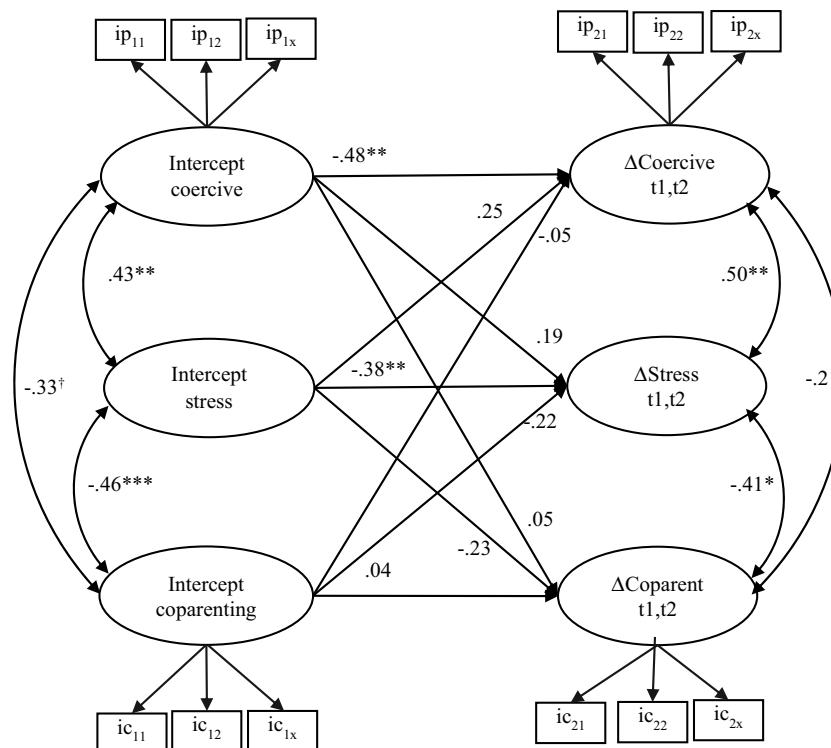 ip₁₁ ip₁₂ ip₁ₓ ip₂₁ ip₂₂ ip₂ₓ
Intercept
coercive
ΔCoercive
t1,t2
-.48**
.25
-.05
.43**
.50**
.19
-.33†
Intercept
stress
-.38**
ΔStress
t1,t2
-.2
-.22
-.46***
-.41*
.05
-.23
.04
Intercept
coparenting
ΔCoparent
t1,t2
ic₁₁ ic₁₂ ic₁ₓ ic₂₁ ic₂₂ ic₂ₓ